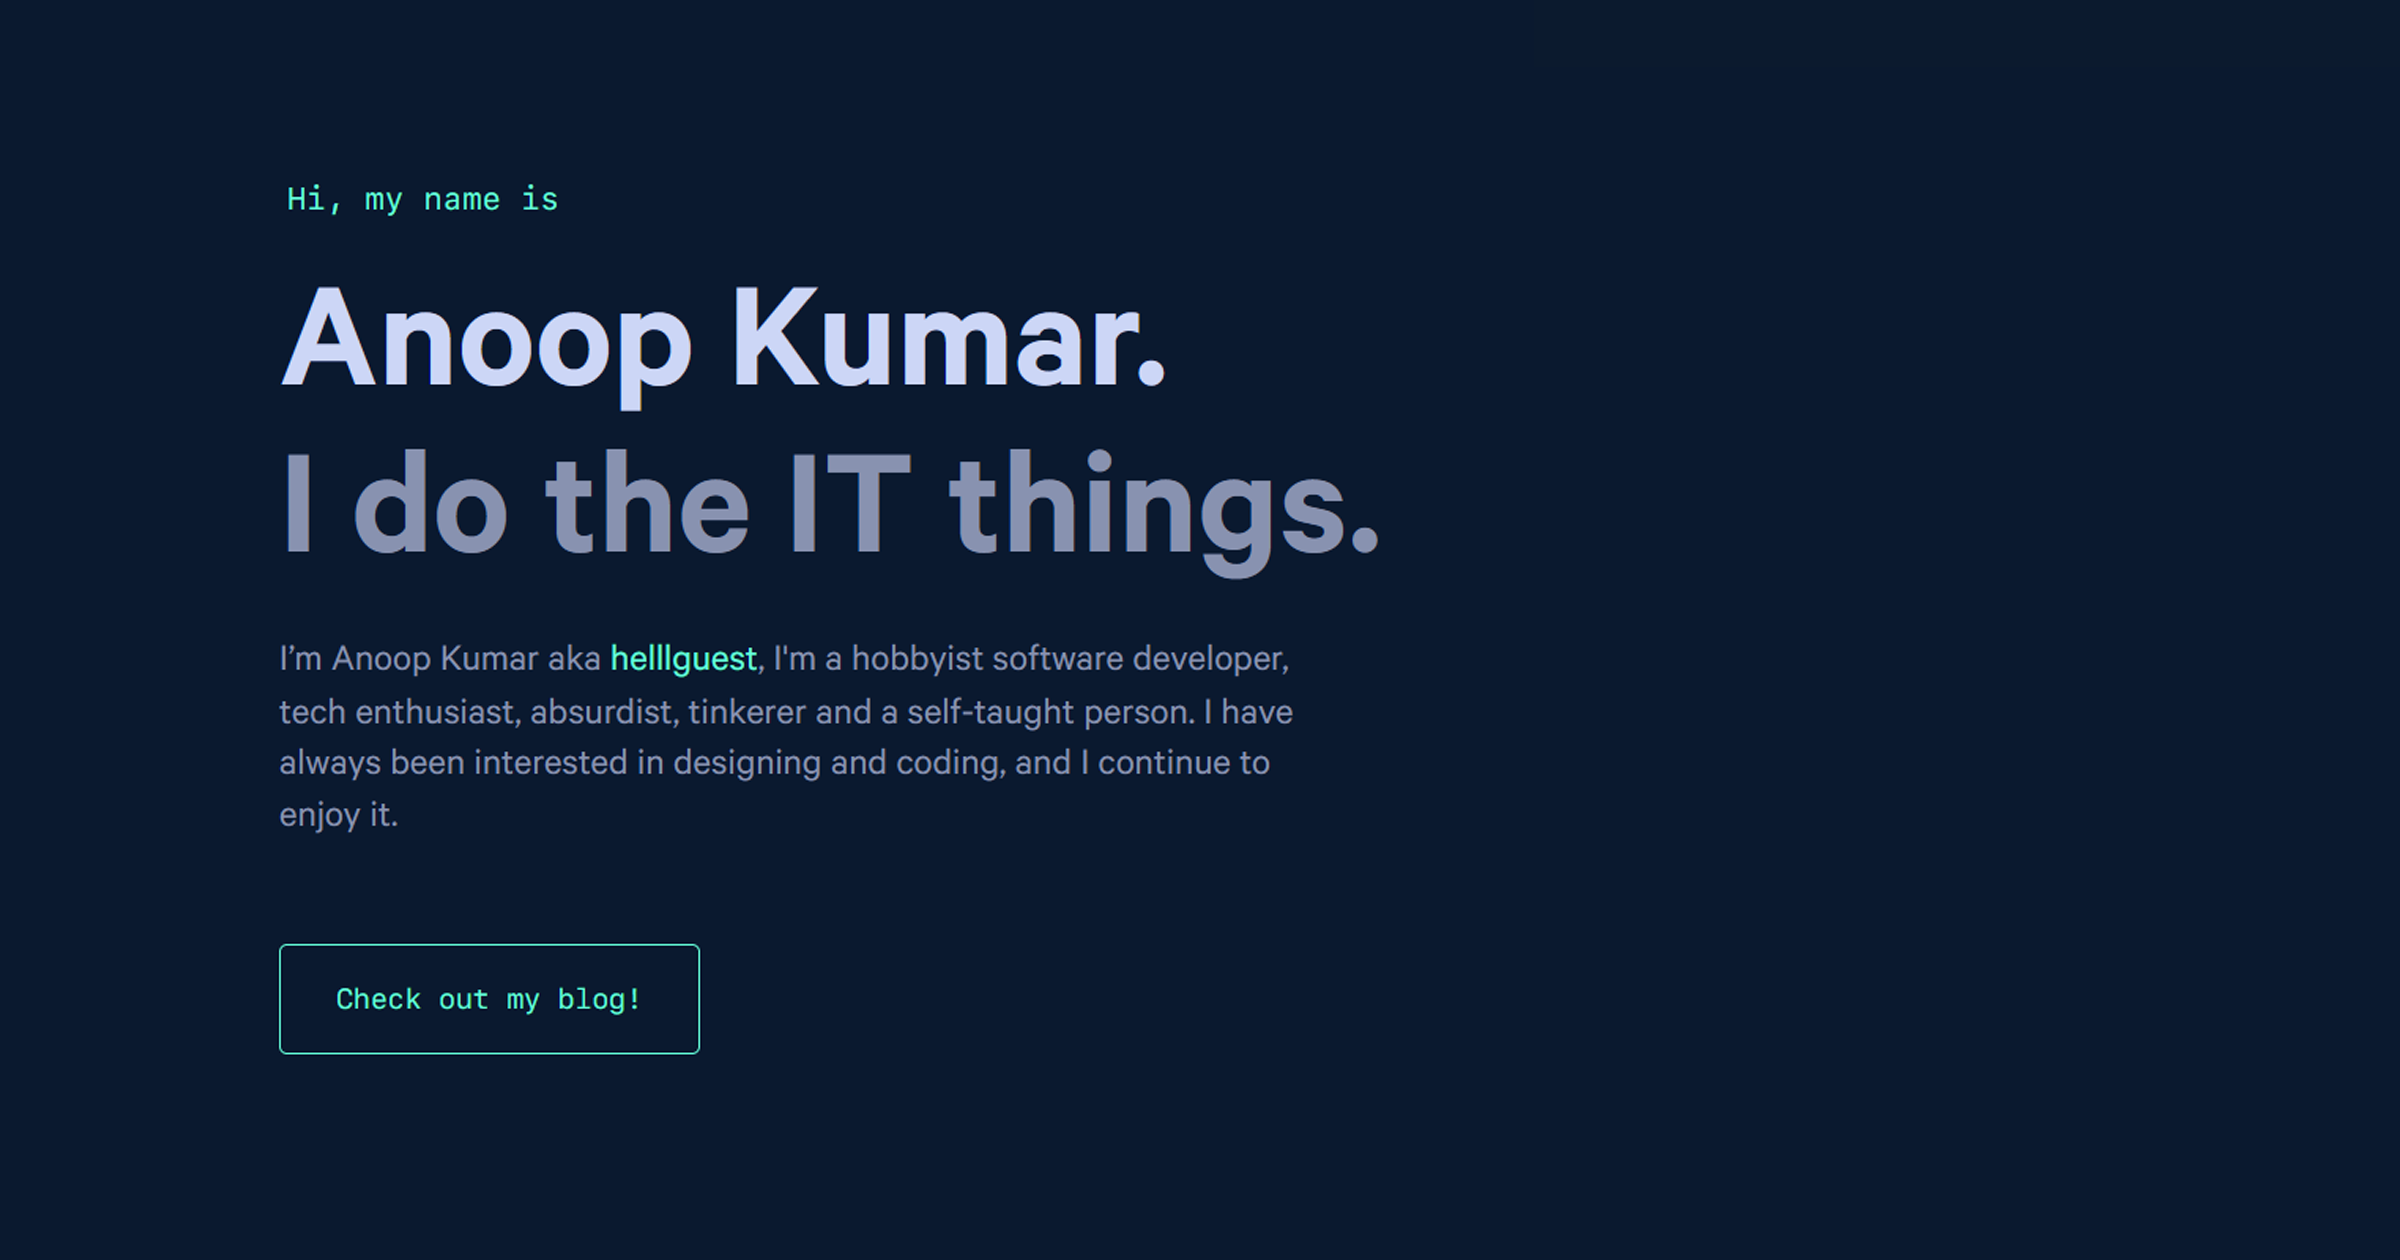 Hi, my name is
Anoop Kumar.
I do the IT things.
I’m Anoop Kumar aka helllguest, I'm a hobbyist software developer,
tech enthusiast, absurdist, tinkerer and a self-taught person. I have
always been interested in designing and coding, and I continue to
enjoy it.
Check out my blog!